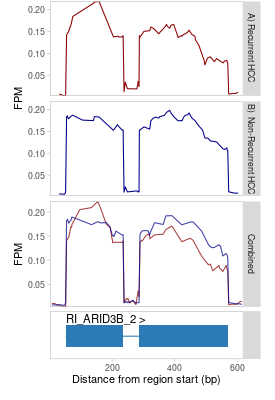 0.20
0.15
0.10
0.05
FPM
A) Recurrent HCC
0.20
0.15
0.10
0.05
FPM
B) Non-Recurrent HCC
0.20
0.15
0.10
0.05
FPM
Combined
RI_ARID3B_2 >
200
400
600
Distance from region start (bp)